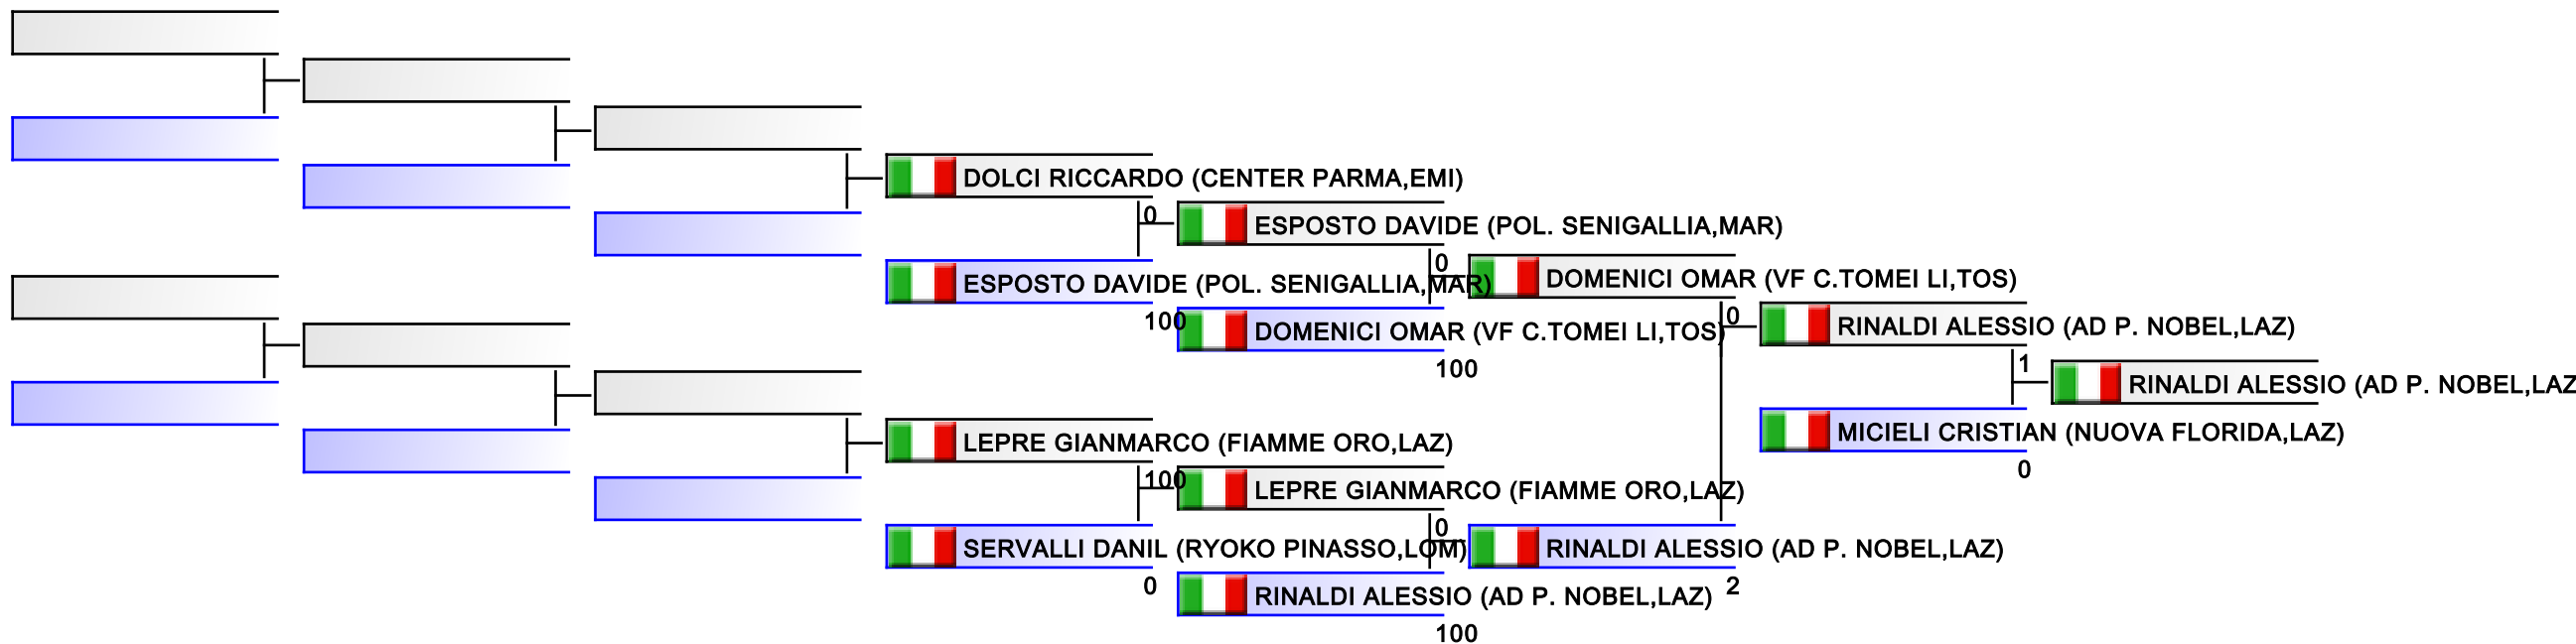 DOLCI RICCARDO (CENTER PARMA,EMI)
0
ESPOSTO DAVIDE (POL. SENIGALLIA,MAR)
ESPOSTO DAVIDE (POL. SENIGALLIA,MAR)
100
0
DOMENICI OMAR (VF C.TOMEI LI,TOS)
DOMENICI OMAR (VF C.TOMEI LI,TOS)
100
0
RINALDI ALESSIO (AD P. NOBEL,LAZ)
1
RINALDI ALESSIO (AD P. NOBEL,LAZ
MICIELI CRISTIAN (NUOVA FLORIDA,LAZ)
0
LEPRE GIANMARCO (FIAMME ORO,LAZ)
100
LEPRE GIANMARCO (FIAMME ORO,LAZ)
SERVALLI DANIL (RYOKO PINASSO,LOM)
0
0
RINALDI ALESSIO (AD P. NOBEL,LAZ)
2
RINALDI ALESSIO (AD P. NOBEL,LAZ)
100